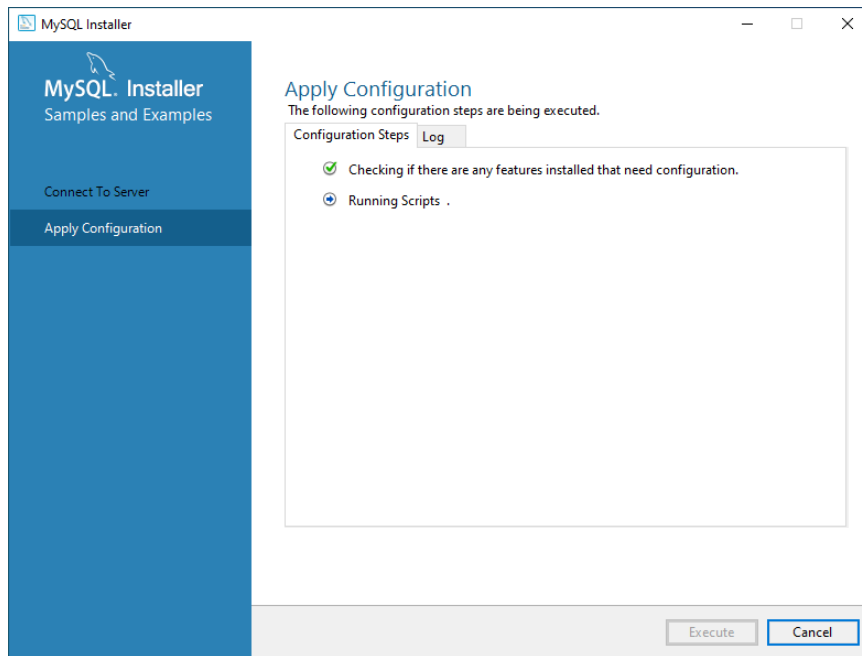 MySQL Installer
MySQL. Installer
Samples and Examples
Connect To Server
Apply Configuration
Apply Configuration
The following configuration steps are being executed.
Configuration Steps
Log
Checking if there are any features installed that need configuration.
Running Scripts .
Execute
Cancel